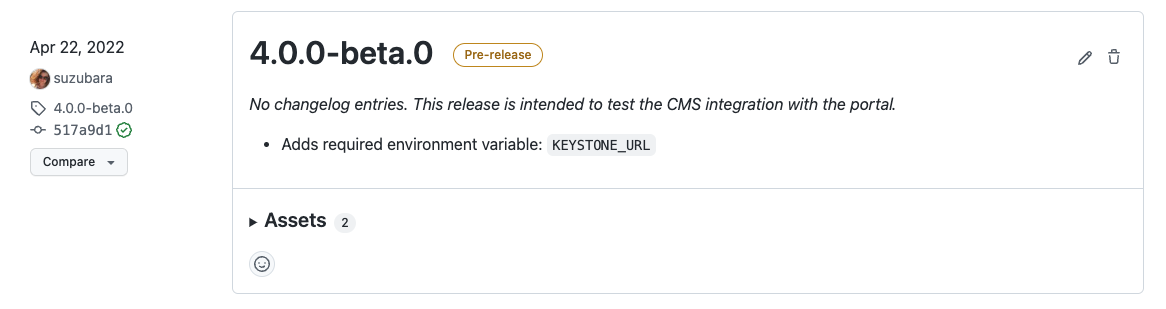 Apr 22, 2022
suzubara
4.0.0-beta.0
517a9d1
Compare
4.0.0-beta.0 Pre-release
No changelog entries. This release is intended to test the CMS integration with the portal.
• Adds required environment variable: KEYSTONE_URL
Assets 2